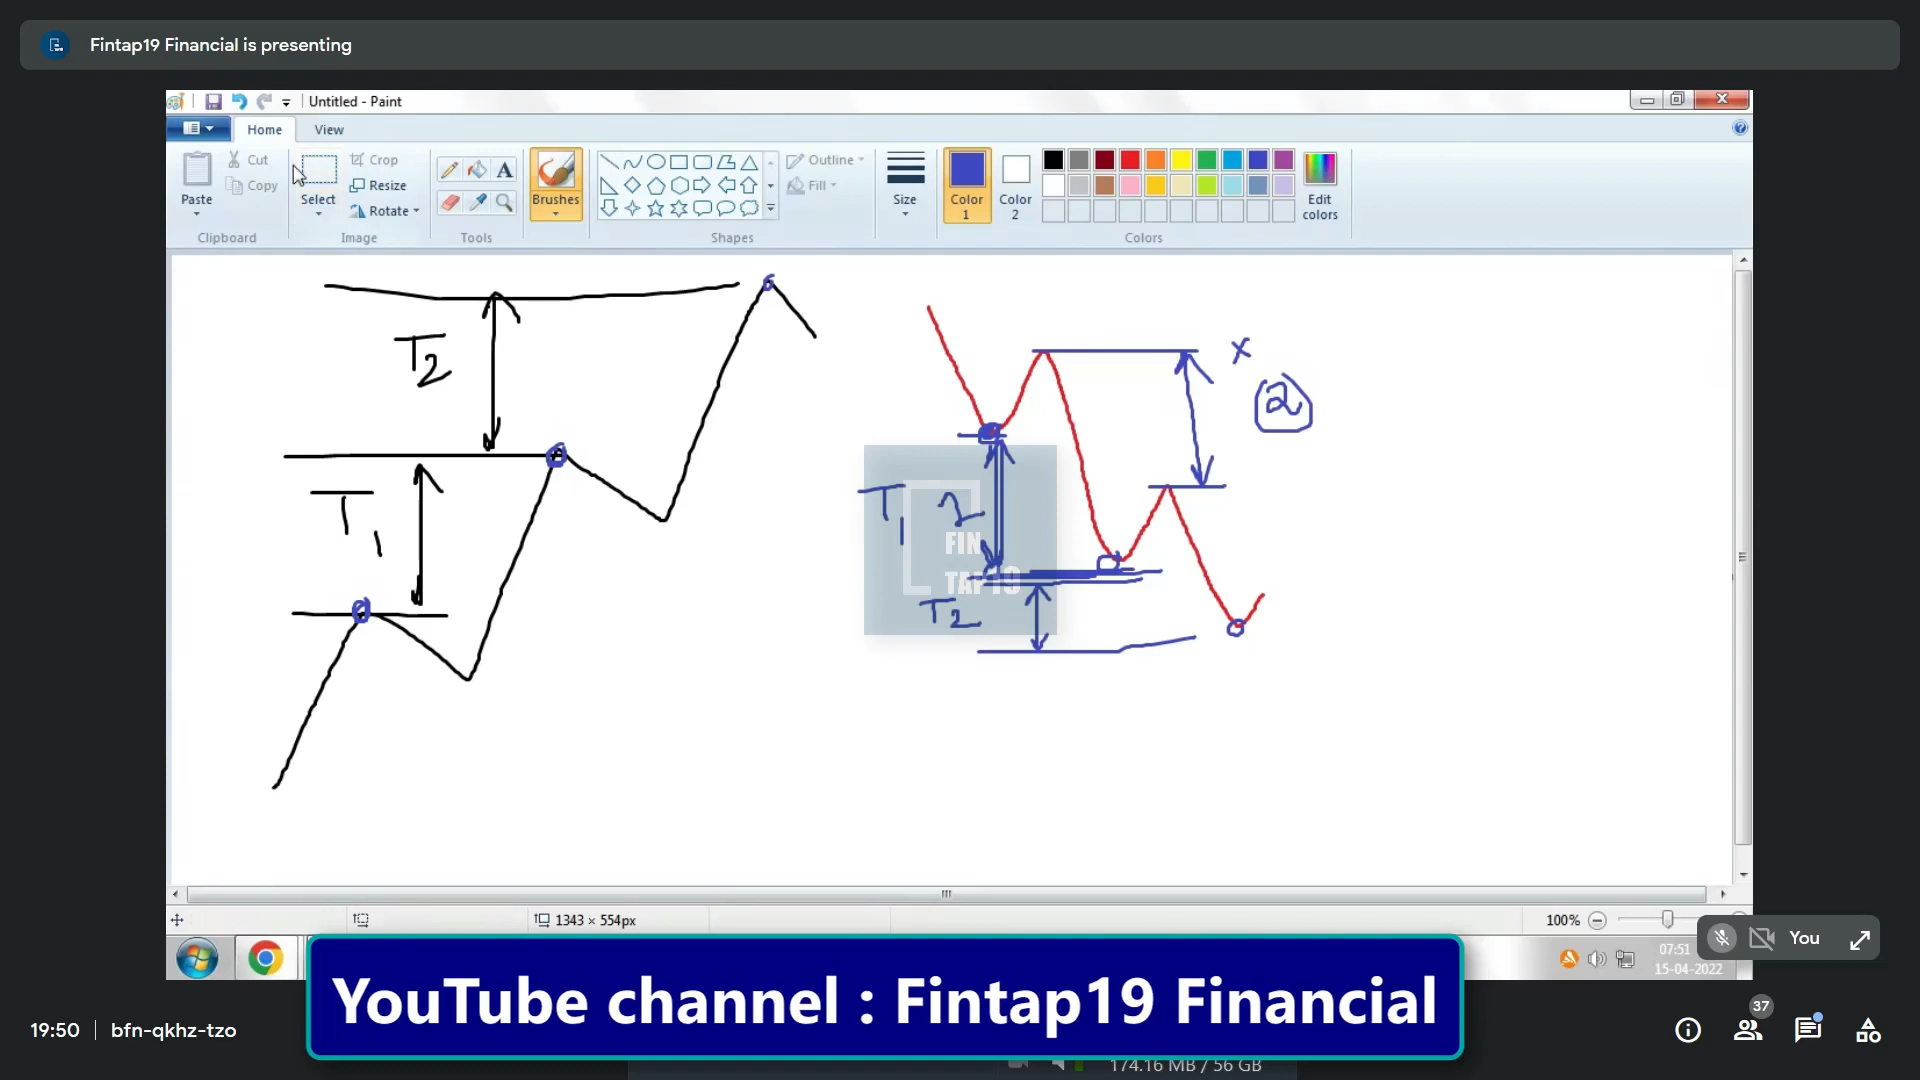 Fintap19 Financial is presenting
Untitled - Paint
Home View
Cut
Copy
Paste
Clipboard
Crop
Resize
Rotate
Select
Image
Tools
Brushes
Outline
Fill
Shapes
Size
Color 1
Color 2
Edit colors
Colors
T2
T1
x
2
T1 2
FIN
TAP19
T2
1343 × 554px
100%
You
07:51
15-04-2022
YouTube channel : Fintap19 Financial
19:50 bfn-qkhz-tzo
37
174.16 MB / 56 GB